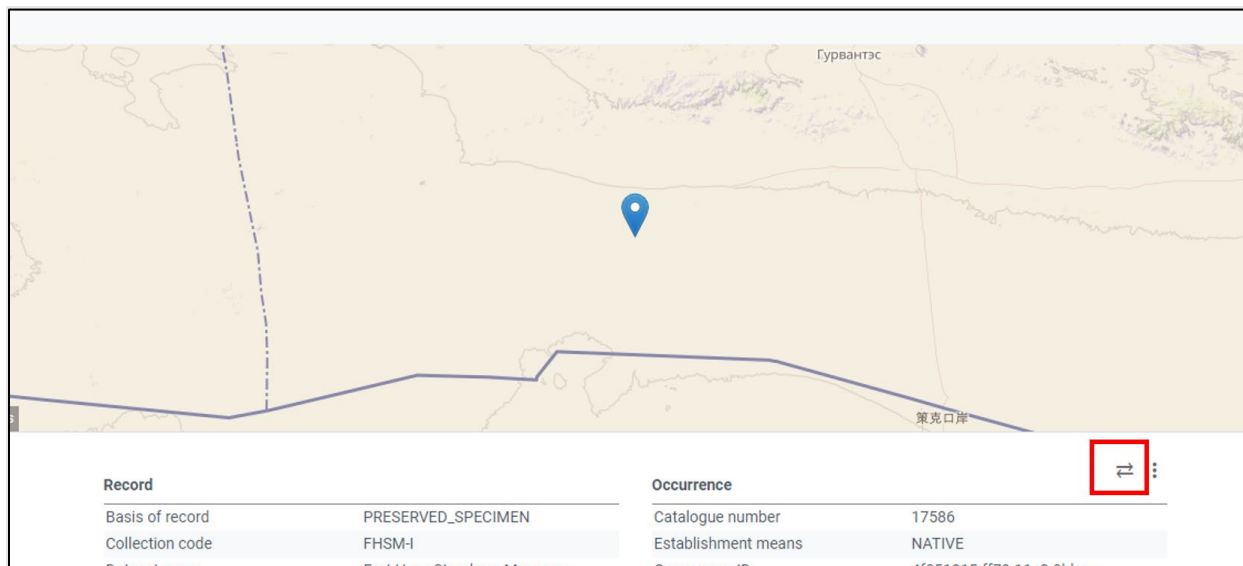 Гурвантэс
策克口岸
Record
Occurrence
Basis of record PRESERVED_SPECIMEN
Catalogue number 17586
Collection code FHSM-I
Establishment means NATIVE